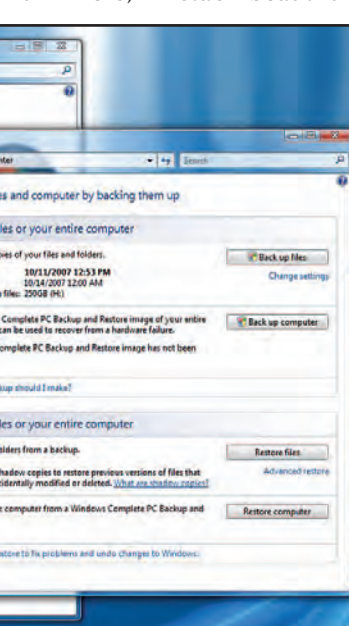 nter
Search
es and computer by backing them up
les or your entire computer
pies of your files and folders.
Back up files
10/11/2007 12:53 PM
Change settings
10/14/2007 12:00 AM
files: 250GB (H:)
Complete PC Backup and Restore image of your entire
Back up computer
can be used to recover from a hardware failure.
omplete PC Backup and Restore image has not been
kup should I make?
les or your entire computer
olders from a backup.
Restore files
hadow copies to restore previous versions of files that
Advanced restore
cidentally modified or deleted. What are shadow copies?
e computer from a Windows Complete PC Backup and
Restore computer
store to fix problems and undo changes to Windows.